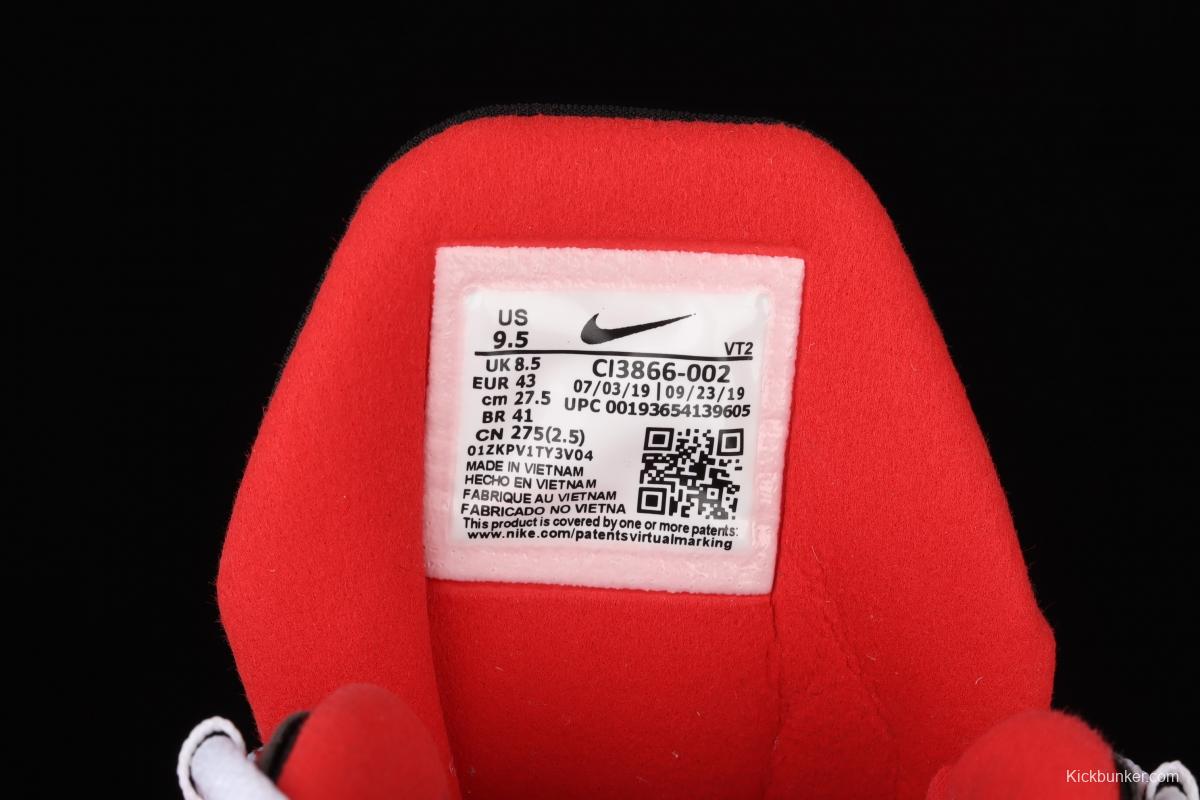 US
9.5
VT2
UK 8.5
EUR 43
cm 27.5
BR 41
CN 275(2.5)
CI3866-002
07/03/19 | 09/23/19
UPC 00193654139605
01ZKPV1TY3V04
MADE IN VIETNAM
HECHO EN VIETNAM
FABRIQUE AU VIETNAM
FABRICADO NO VIETNA
This product is covered by one or more patents:
www.nike.com/patentsvirtualmarking
Kickbunker.com